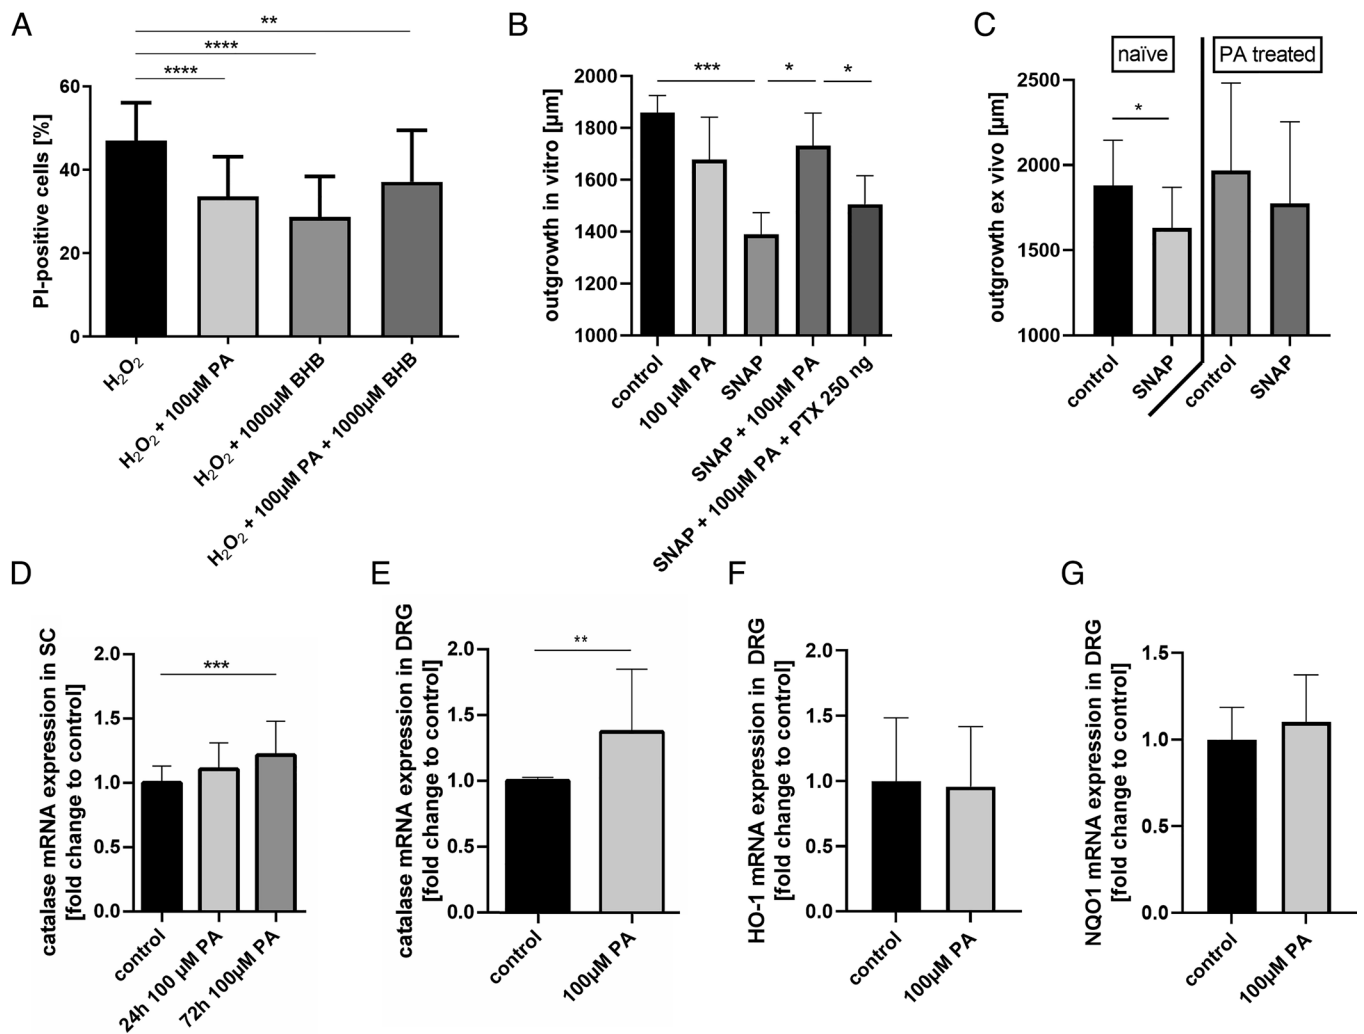 A
**
****
****
PI-positive cells [%]
60
40
20
0
H₂O₂
H₂O₂ + 100µM PA
H₂O₂ + 1000µM BHB
H₂O₂ + 100µM PA + 1000µM BHB
B
***
*
*
outgrowth in vitro [µm]
2000
1800
1600
1400
1200
1000
control
100 µM PA
SNAP
SNAP + 100µM PA
SNAP + 100µM PA + PTX 250 ng
C
naïve
PA treated
*
outgrowth ex vivo [µm]
2500
2000
1500
1000
control
SNAP
control
SNAP
D
***
catalase mRNA expression in SC
[fold change to control]
2.0
1.5
1.0
0.5
0.0
control
24h 100 µM PA
72h 100µM PA
E
**
catalase mRNA expression in DRG
[fold change to control]
2.0
1.5
1.0
0.5
0.0
control
100µM PA
F
HO-1 mRNA expression in DRG
[fold change to control]
2.0
1.5
1.0
0.5
0.0
control
100µM PA
G
NQO1 mRNA expression in DRG
[fold change to control]
1.5
1.0
0.5
0.0
control
100µM PA